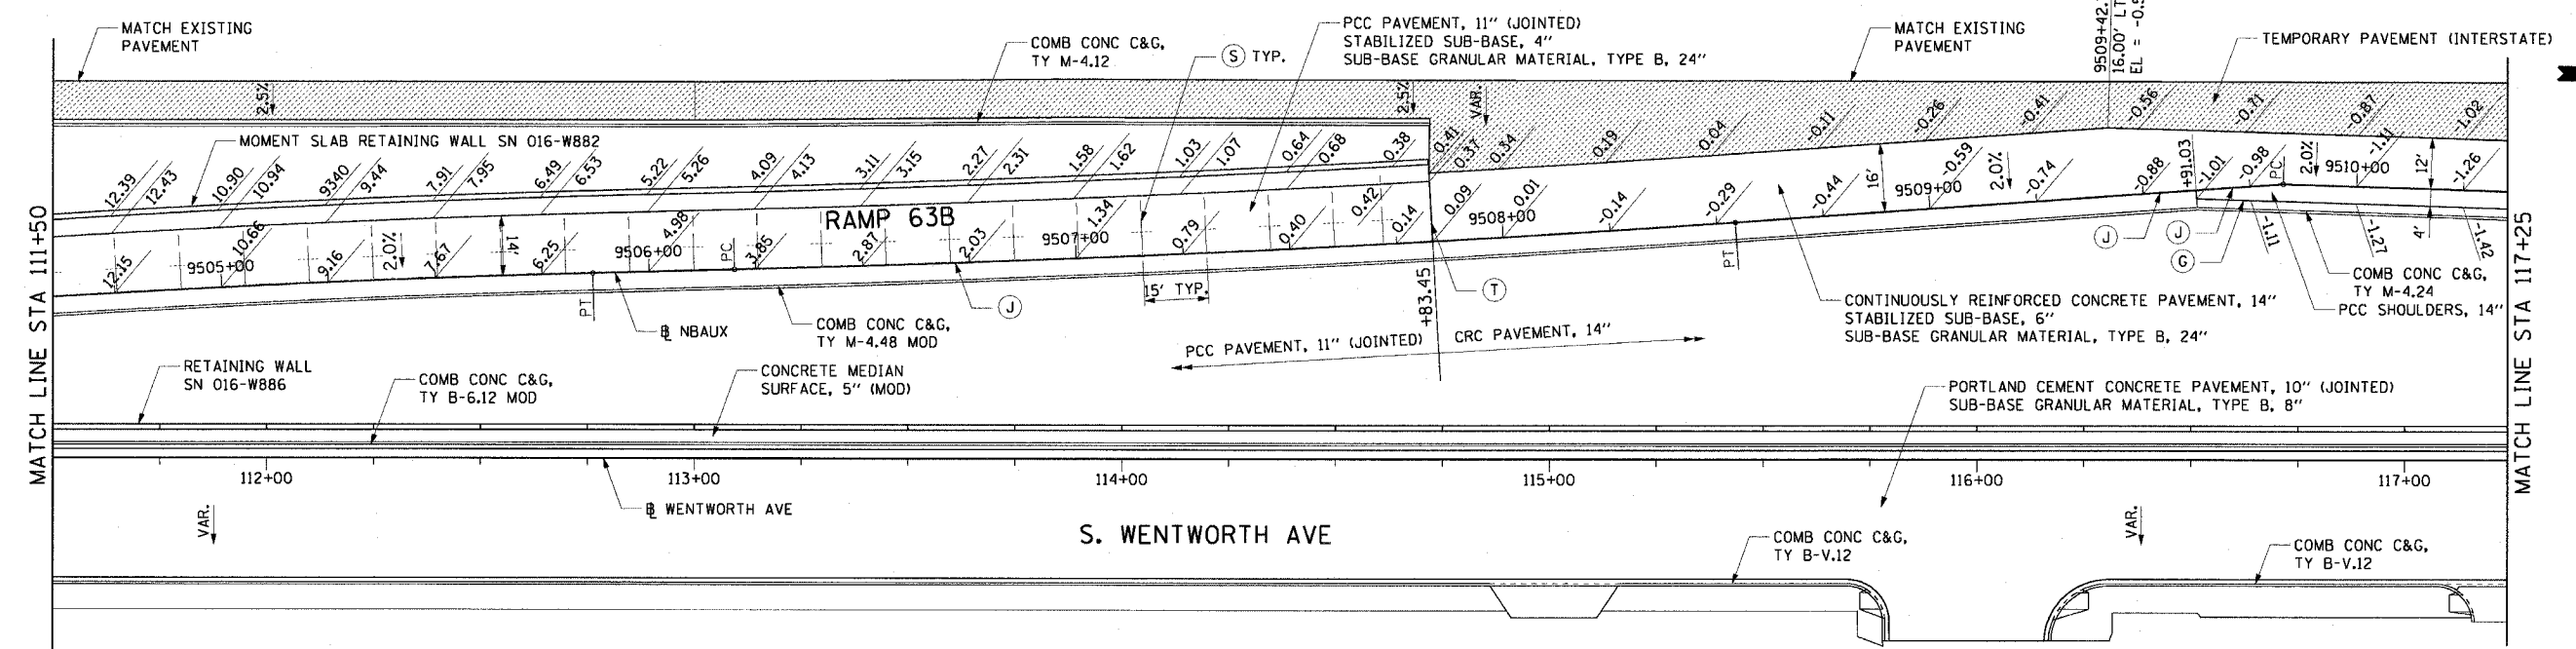 MATCH EXISTING
PAVEMENT
COMB CONC C&G,
TY M-4.12
S TYP.
PCC PAVEMENT, 11" (JOINTED)
STABILIZED SUB-BASE, 4"
SUB-BASE GRANULAR MATERIAL, TYPE B, 24"
MATCH EXISTING
PAVEMENT
9509+42.
16.00' LT
EL = -0.5
TEMPORARY PAVEMENT (INTERSTATE)
2.5%
2.5%
VAR.
MOMENT SLAB RETAINING WALL SN 016-W882
12.39
12.43
10.90
10.94
9340
9.44
7.91
7.95
6.49
6.53
5.22
5.26
4.09
4.13
3.11
3.15
2.27
2.31
1.58
1.62
1.03
1.07
0.64
0.68
0.38
0.41
0.37
0.34
0.19
0.04
-0.11
-0.26
-0.41
-0.56
-0.71
-0.87
-1.02
RAMP 63B
12.15
9505+00
10.66
9.16
2.0%
7.67
14'
6.25
9506+00
4.98
PC
3.85
2.87
2.03
9507+00
1.34
0.79
0.40
0.42
0.14
0.09
9508+00
0.01
-0.14
-0.29
-0.44
16'
9509+00
-0.59
2.0%
-0.74
-0.88
+91.03
-1.01
-0.98
PC
2.0%
9510+00
-1.11
12'
-1.26
PT
15' TYP.
J
+83.45
T
PT
J
J
G
-1.11
-1.27
4'
-1.42
℄ NBAUX
COMB CONC C&G,
TY M-4.48 MOD
PCC PAVEMENT, 11" (JOINTED)
CRC PAVEMENT, 14"
CONTINUOUSLY REINFORCED CONCRETE PAVEMENT, 14"
STABILIZED SUB-BASE, 6"
SUB-BASE GRANULAR MATERIAL, TYPE B, 24"
COMB CONC C&G,
TY M-4.24
PCC SHOULDERS, 14"
MATCH LINE STA 111+50
MATCH LINE STA 117+25
RETAINING WALL
SN 016-W886
COMB CONC C&G,
TY B-6.12 MOD
CONCRETE MEDIAN
SURFACE, 5" (MOD)
PORTLAND CEMENT CONCRETE PAVEMENT, 10" (JOINTED)
SUB-BASE GRANULAR MATERIAL, TYPE B, 8"
112+00
113+00
114+00
115+00
116+00
117+00
℄ WENTWORTH AVE
VAR.
S. WENTWORTH AVE
VAR.
COMB CONC C&G,
TY B-V.12
COMB CONC C&G,
TY B-V.12